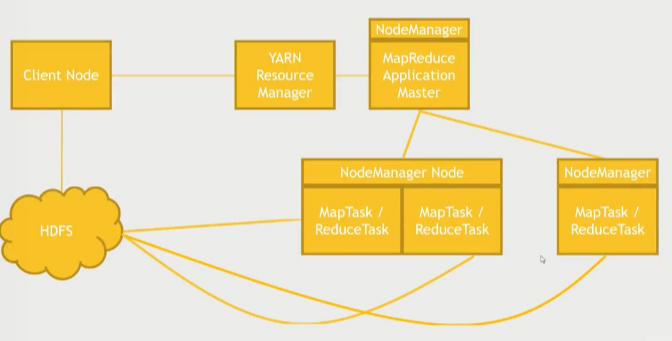 NodeManager
Client Node
YARN
Resource
Manager
MapReduce
Application
Master
NodeManager Node
NodeManager
MapTask /
ReduceTask
MapTask /
ReduceTask
MapTask /
ReduceTask
HDFS